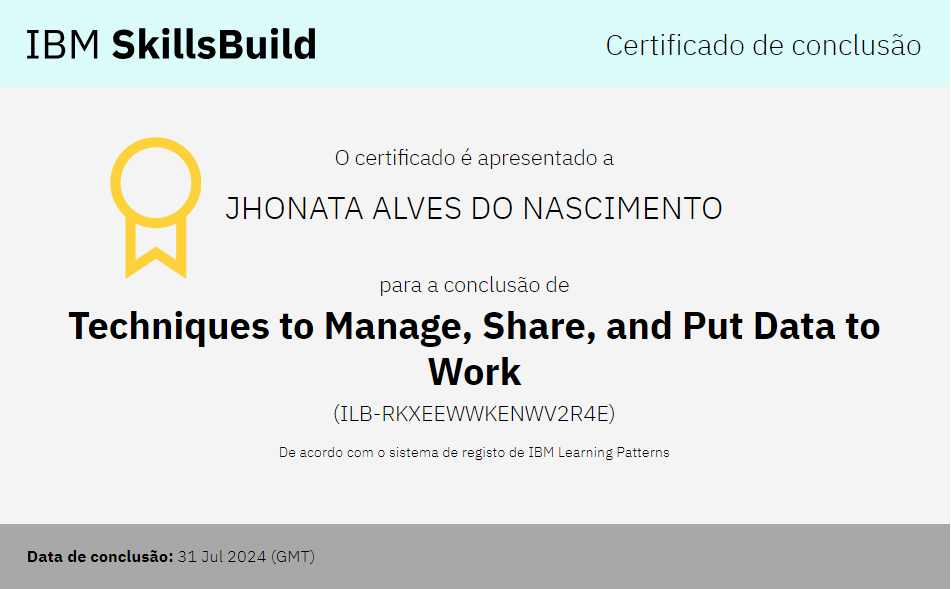 IBM SkillsBuild
Certificado de conclusão
O certificado é apresentado a
JHONATA ALVES DO NASCIMENTO
para a conclusão de
Techniques to Manage, Share, and Put Data to
Work
(ILB-RKXEEWWKENWV2R4E)
De acordo com o sistema de registo de IBM Learning Patterns
Data de conclusão: 31 Jul 2024 (GMT)